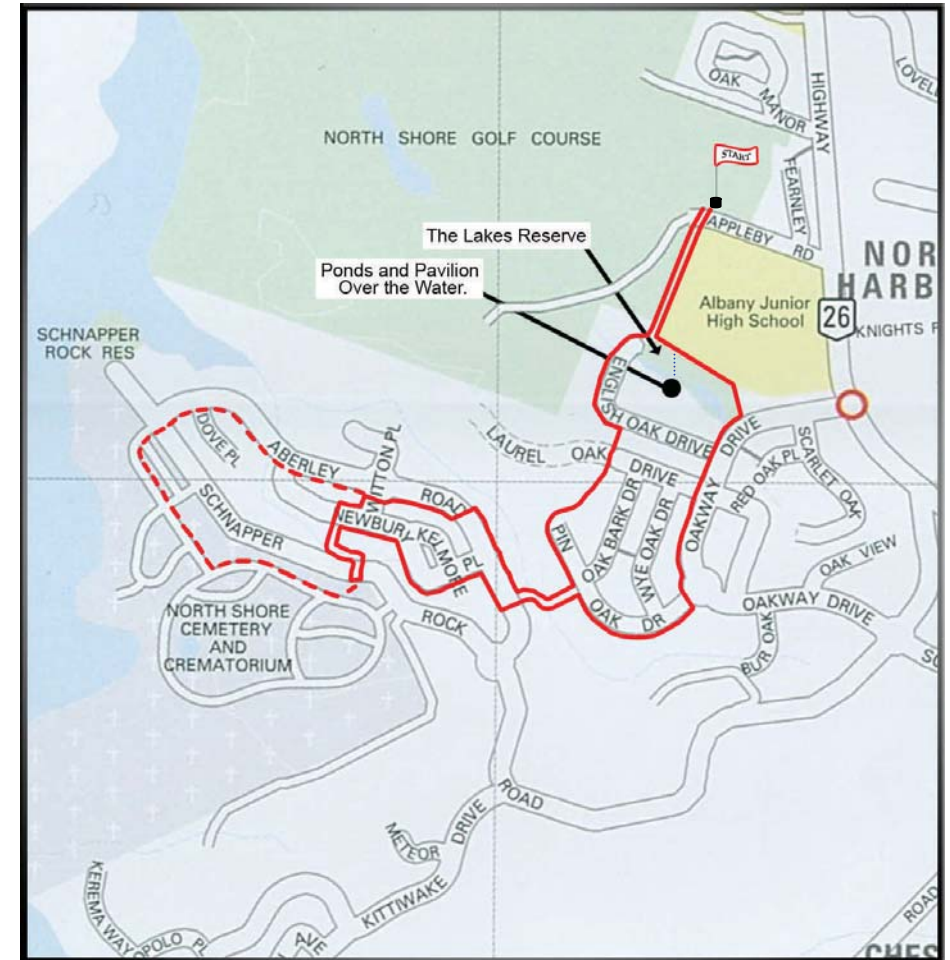 OAK MANOR
HIGHWAY
LOVELL
NORTH SHORE GOLF COURSE
START
FEARNLEY
The Lakes Reserve
APPLEBY RD
NOR
HARB
Ponds and Pavilion
Over the Water.
Albany Junior
High School
26
KNIGHTS R
SCHNAPPER
ROCK RES
ENGLISH OAK DRIVE
DOVE PL
ABERLEY ROAD
WITTON PL
LAUREL OAK DRIVE
OAKWAY DRIVE
RED OAK PL
SCARLET OAK
SCHNAPPER ROCK
ROAD
NEWBUR
KELMORE PL
PIN OAK DR
OAK BARK DR
WYE OAK DR
OAK VIEW
OAKWAY DRIVE
BUR OAK
NORTH SHORE
CEMETERY
AND
CREMATORIUM
METEOR
KITTIWAKE DRIVE
KEREMA WAY
POLO PL
AVE
ROAD
CHES